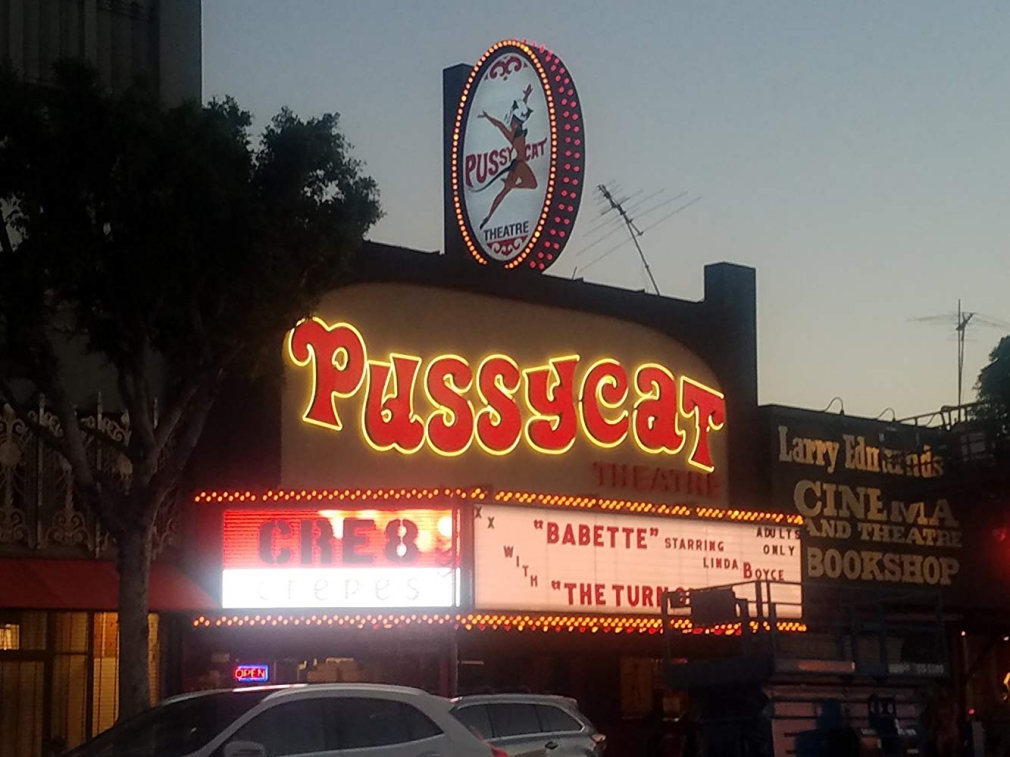 PUSSYCAT
THEATRE
Pussycat
THEATRE
CRE8
crepes
X X
"BABETTE" STARRING
LINDA BOYCE
WITH
"THE TURN
ADULTS
ONLY
OPEN
Larry Edmunds
CINEMA
AND THEATRE
BOOKSHOP